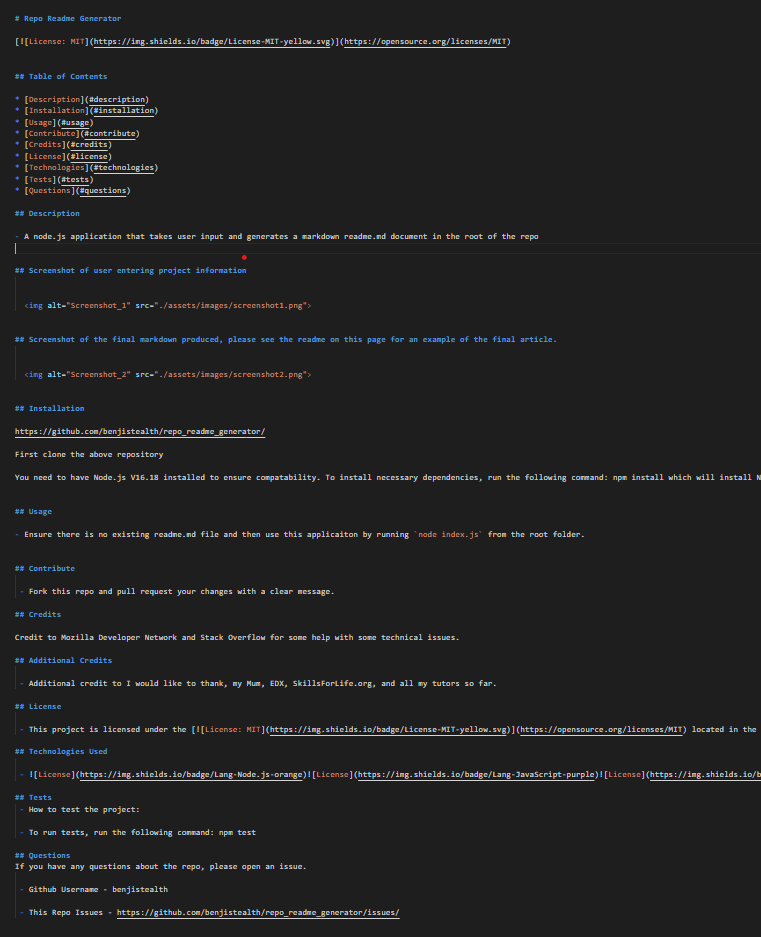 # Repo Readme Generator
[![License: MIT](https://img.shields.io/badge/License-MIT-yellow.svg)](https://opensource.org/licenses/MIT)
## Table of Contents
* [Description](#description)
* [Installation](#installation)
* [Usage](#usage)
* [Contribute](#contribute)
* [Credits](#credits)
* [License](#license)
* [Technologies](#technologies)
* [Tests](#tests)
* [Questions](#questions)
## Description
- A node.js application that takes user input and generates a markdown readme.md document in the root of the repo
## Screenshot of user entering project information
<img alt="Screenshot_1" src="./assets/images/screenshot1.png">
## Screenshot of the final markdown produced, please see the readme on this page for an example of the final article.
<img alt="Screenshot_2" src="./assets/images/screenshot2.png">
## Installation
https://github.com/benjistealth/repo_readme_generator/
First clone the above repository
You need to have Node.js V16.18 installed to ensure compatability. To install necessary dependencies, run the following command: npm install which will install N
## Usage
- Ensure there is no existing readme.md file and then use this applicaiton by running `node index.js` from the root folder.
## Contribute
- Fork this repo and pull request your changes with a clear message.
## Credits
Credit to Mozilla Developer Network and Stack Overflow for some help with some technical issues.
## Additional Credits
- Additional credit to I would like to thank, my Mum, EDX, SkillsForLife.org, and all my tutors so far.
## License
- This project is licensed under the [![License: MIT](https://img.shields.io/badge/License-MIT-yellow.svg)](https://opensource.org/licenses/MIT) located in the
## Technologies Used
- ![License](https://img.shields.io/badge/Lang-Node.js-orange)![License](https://img.shields.io/badge/Lang-JavaScript-purple)![License](https://img.shields.io/b
## Tests
- How to test the project:
- To run tests, run the following command: npm test
## Questions
If you have any questions about the repo, please open an issue.
- Github Username - benjistealth
- This Repo Issues - https://github.com/benjistealth/repo_readme_generator/issues/